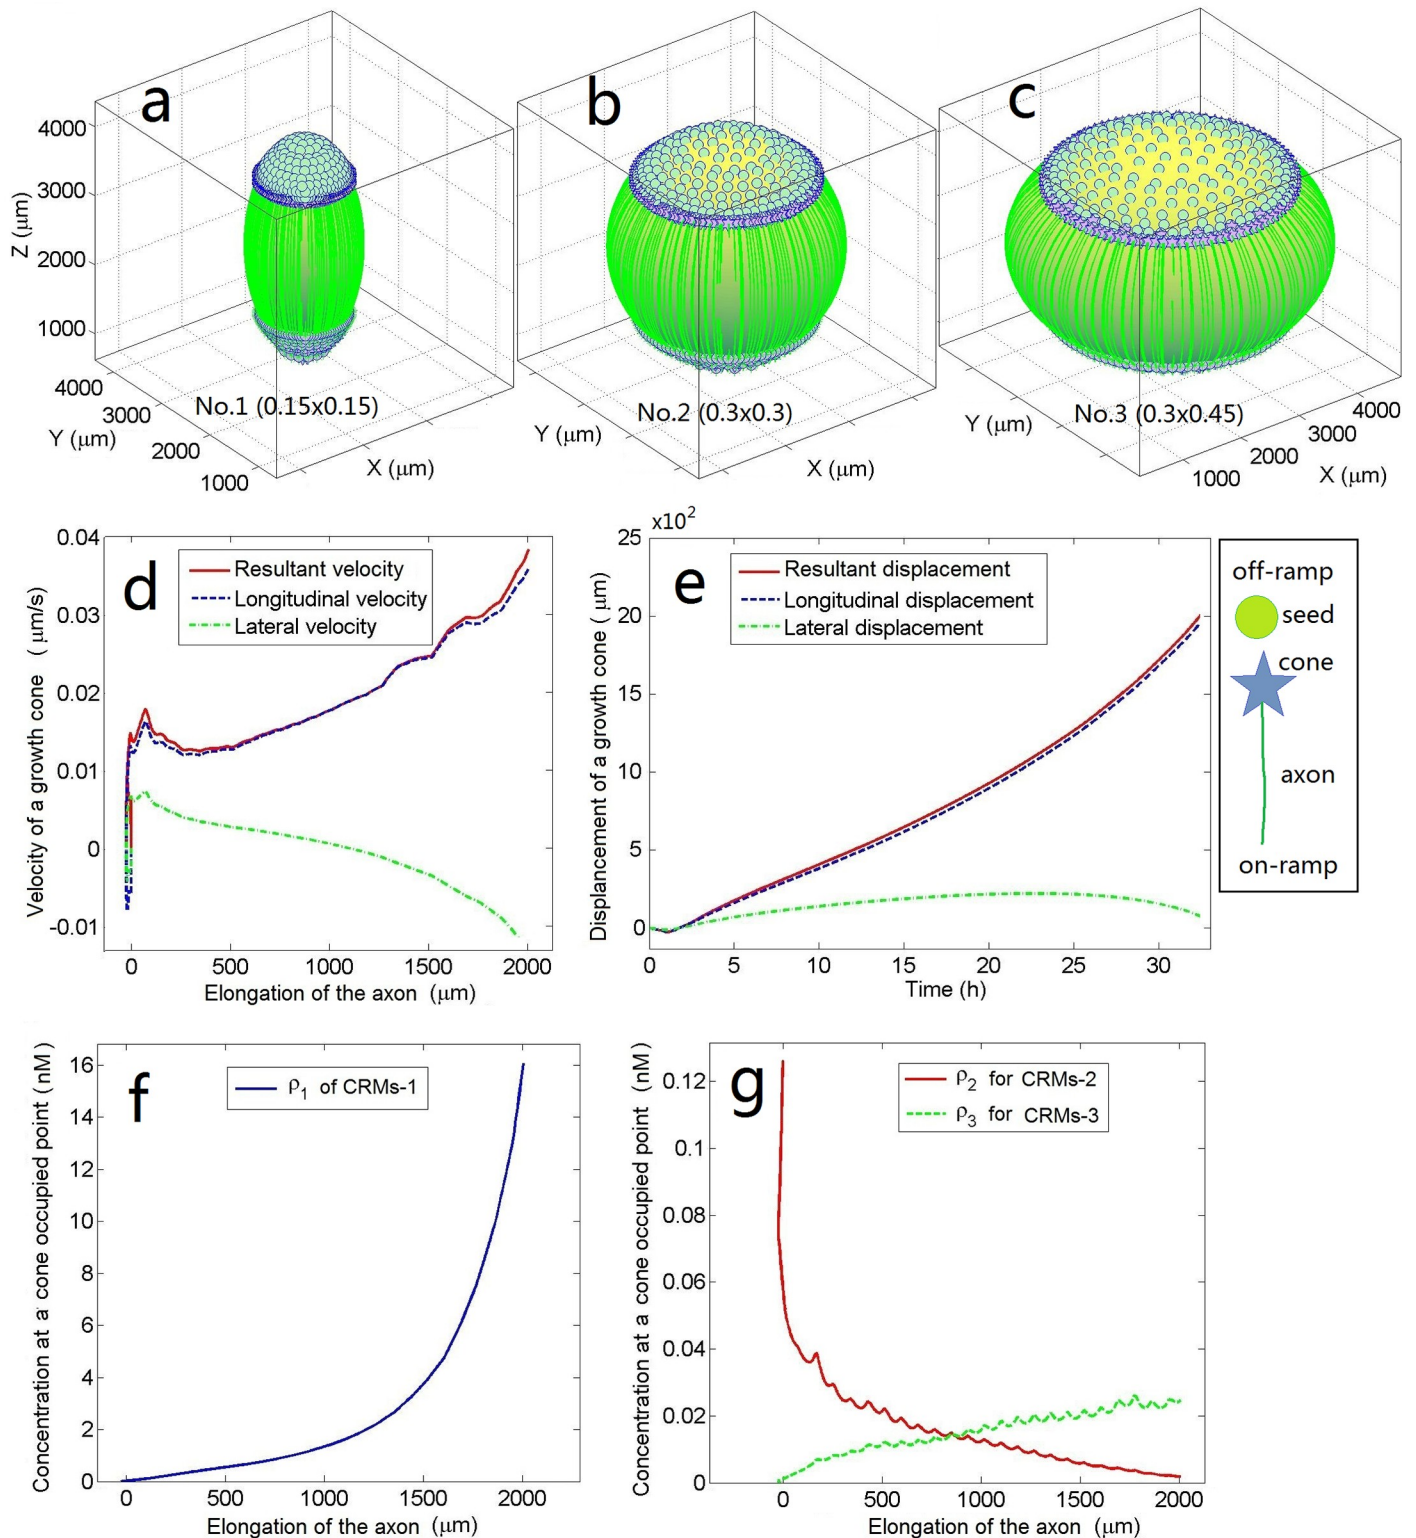 a
b
c
4000
3000
2000
1000
Z (μm)
4000
3000
2000
1000
Y (μm)
X (μm)
No.1 (0.15x0.15)
Y (μm)
X (μm)
No.2 (0.3x0.3)
Y (μm)
1000
2000
3000
4000
X (μm)
No.3 (0.3x0.45)
d
Resultant velocity
Longitudinal velocity
Lateral velocity
0.04
0.03
0.02
0.01
0
-0.01
Velocity of a growth cone (μm/s)
0 500 1000 1500 2000
Elongation of the axon (μm)
x10²
e
Resultant displacement
Longitudinal displacement
Lateral displacement
25
20
15
10
5
0
Displancement of a growth cone (μm)
0 5 10 15 20 25 30
Time (h)
off-ramp
seed
cone
axon
on-ramp
f
ρ₁ of CRMs-1
16
14
12
10
8
6
4
2
0
Concentration at a cone occupied point (nM)
0 500 1000 1500 2000
Elongation of the axon (μm)
g
ρ₂ for CRMs-2
ρ₃ for CRMs-3
0.12
0.1
0.08
0.06
0.04
0.02
0
Concentration at a cone occupied point (nM)
0 500 1000 1500 2000
Elongation of the axon (μm)